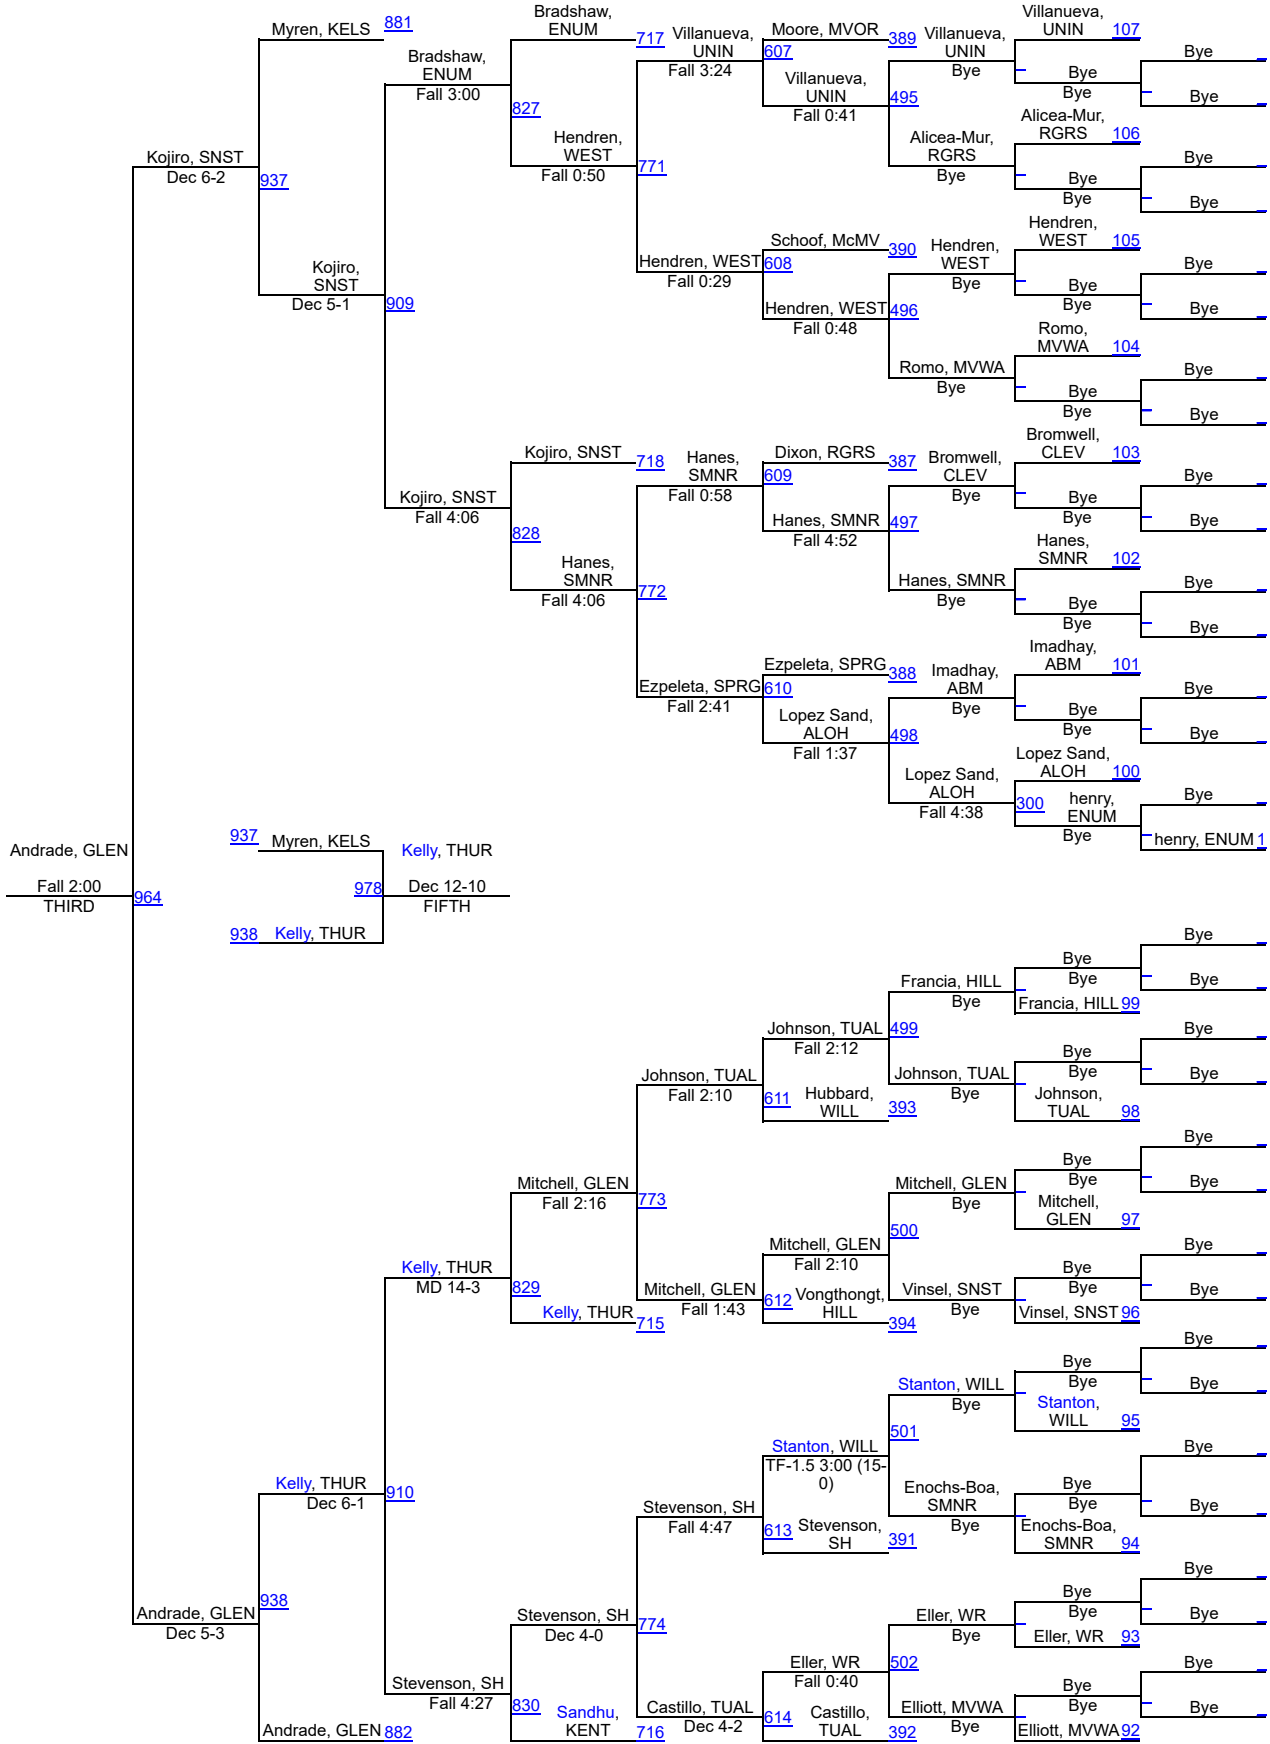 Bradshaw,
ENUM
717
Villanueva,
UNIN
107
Myren, KELS
881
Villanueva,
UNIN
Fall 3:24
Moore, MVOR
389
Villanueva,
UNIN
Bye
Bye
Bradshaw,
ENUM
Fall 3:00
607
Villanueva,
UNIN
Fall 0:41
Bye
Bye
Bye
495
827
Alicea-Mur,
RGRS
106
Hendren,
WEST
Fall 0:50
Alicea-Mur,
RGRS
Bye
Kojiro, SNST
Dec 6-2
771
Bye
Bye
Bye
Bye
937
Hendren,
WEST
105
Schoof, McMV
390
Hendren,
WEST
Bye
Hendren, WEST
Fall 0:29
608
Bye
Kojiro,
SNST
Dec 5-1
Bye
Bye
Bye
909
Hendren, WEST
Fall 0:48
496
Romo,
MVWA
104
Romo, MVWA
Bye
Bye
Bye
Bye
Bye
Bromwell,
CLEV
103
Kojiro, SNST
718
Hanes,
SMNR
Fall 0:58
Dixon, RGRS
387
Bromwell,
CLEV
Bye
609
Bye
Kojiro, SNST
Fall 4:06
Bye
Bye
Bye
828
Hanes, SMNR
Fall 4:52
497
Hanes,
SMNR
102
Hanes,
SMNR
Fall 4:06
772
Hanes, SMNR
Bye
Bye
Bye
Bye
Bye
Imadhay,
ABM
101
Ezpeleta, SPRG
388
Imadhay,
ABM
Bye
Ezpeleta, SPRG
Fall 2:41
610
Bye
Lopez Sand,
ALOH
Fall 1:37
Bye
Bye
Bye
498
Lopez Sand,
ALOH
100
Lopez Sand,
ALOH
Fall 4:38
300
henry,
ENUM
Bye
Bye
henry, ENUM
1
Andrade, GLEN
Fall 2:00
THIRD
964
937
Myren, KELS
Kelly, THUR
978
Dec 12-10
FIFTH
938
Kelly, THUR
Bye
Bye
Bye
Bye
Francia, HILL
Bye
Francia, HILL
99
Johnson, TUAL
Fall 2:12
499
Bye
Bye
Bye
Bye
Johnson, TUAL
Fall 2:10
Johnson, TUAL
Bye
611
Hubbard,
WILL
393
Johnson,
TUAL
98
Bye
Bye
Bye
Bye
Mitchell, GLEN
Fall 2:16
773
Mitchell, GLEN
Bye
Mitchell,
GLEN
97
500
Mitchell, GLEN
Fall 2:10
Bye
Bye
Bye
Bye
Kelly, THUR
MD 14-3
829
Kelly, THUR
715
Mitchell, GLEN
Fall 1:43
612
Vongthongt,
HILL
394
Vinsel, SNST
Bye
Vinsel, SNST
96
Bye
Bye
Bye
Bye
Stanton, WILL
Bye
Stanton,
WILL
95
501
Stanton, WILL
TF-1.5 3:00 (15-
0)
Bye
Bye
Bye
Bye
Kelly, THUR
Dec 6-1
910
Enochs-Boa,
SMNR
Bye
Stevenson, SH
Fall 4:47
613
Stevenson,
SH
391
Enochs-Boa,
SMNR
94
Bye
Bye
Bye
Bye
938
Andrade, GLEN
Dec 5-3
Stevenson, SH
Dec 4-0
774
Eller, WR
Bye
Eller, WR
93
Eller, WR
Fall 0:40
502
Bye
Bye
Bye
Bye
Stevenson, SH
Fall 4:27
830
Sandhu,
KENT
716
Castillo, TUAL
Dec 4-2
614
Castillo,
TUAL
392
Elliott, MVWA
Bye
Elliott, MVWA
92
Andrade, GLEN
882